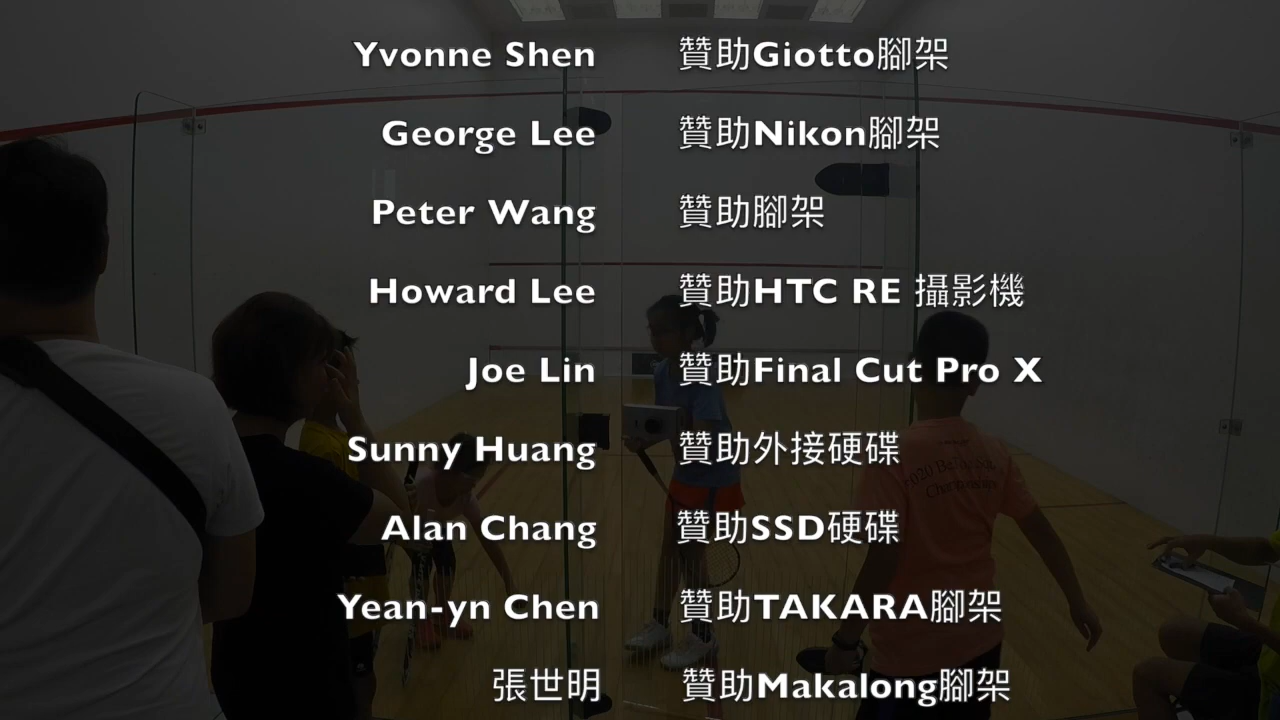 Yvonne Shen 贊助Giotto腳架
George Lee 贊助Nikon腳架
Peter Wang 贊助腳架
Howard Lee 贊助HTC RE 攝影機
Joe Lin 贊助Final Cut Pro X
Sunny Huang 贊助外接硬碟
Alan Chang 贊助SSD硬碟
Yean-yn Chen 贊助TAKARA腳架
張世明 贊助Makalong腳架